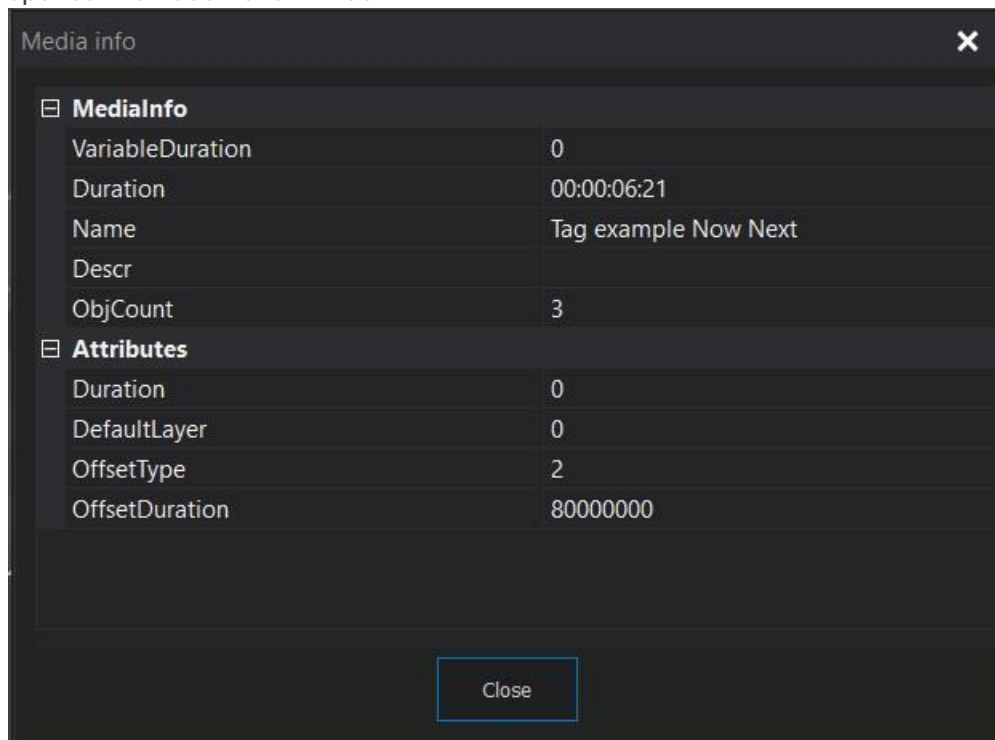 Media info
MediaInfo
VariableDuration 0
Duration 00:00:06:21
Name Tag example Now Next
Descr
ObjCount 3
Attributes
Duration 0
DefaultLayer 0
OffsetType 2
OffsetDuration 80000000
Close